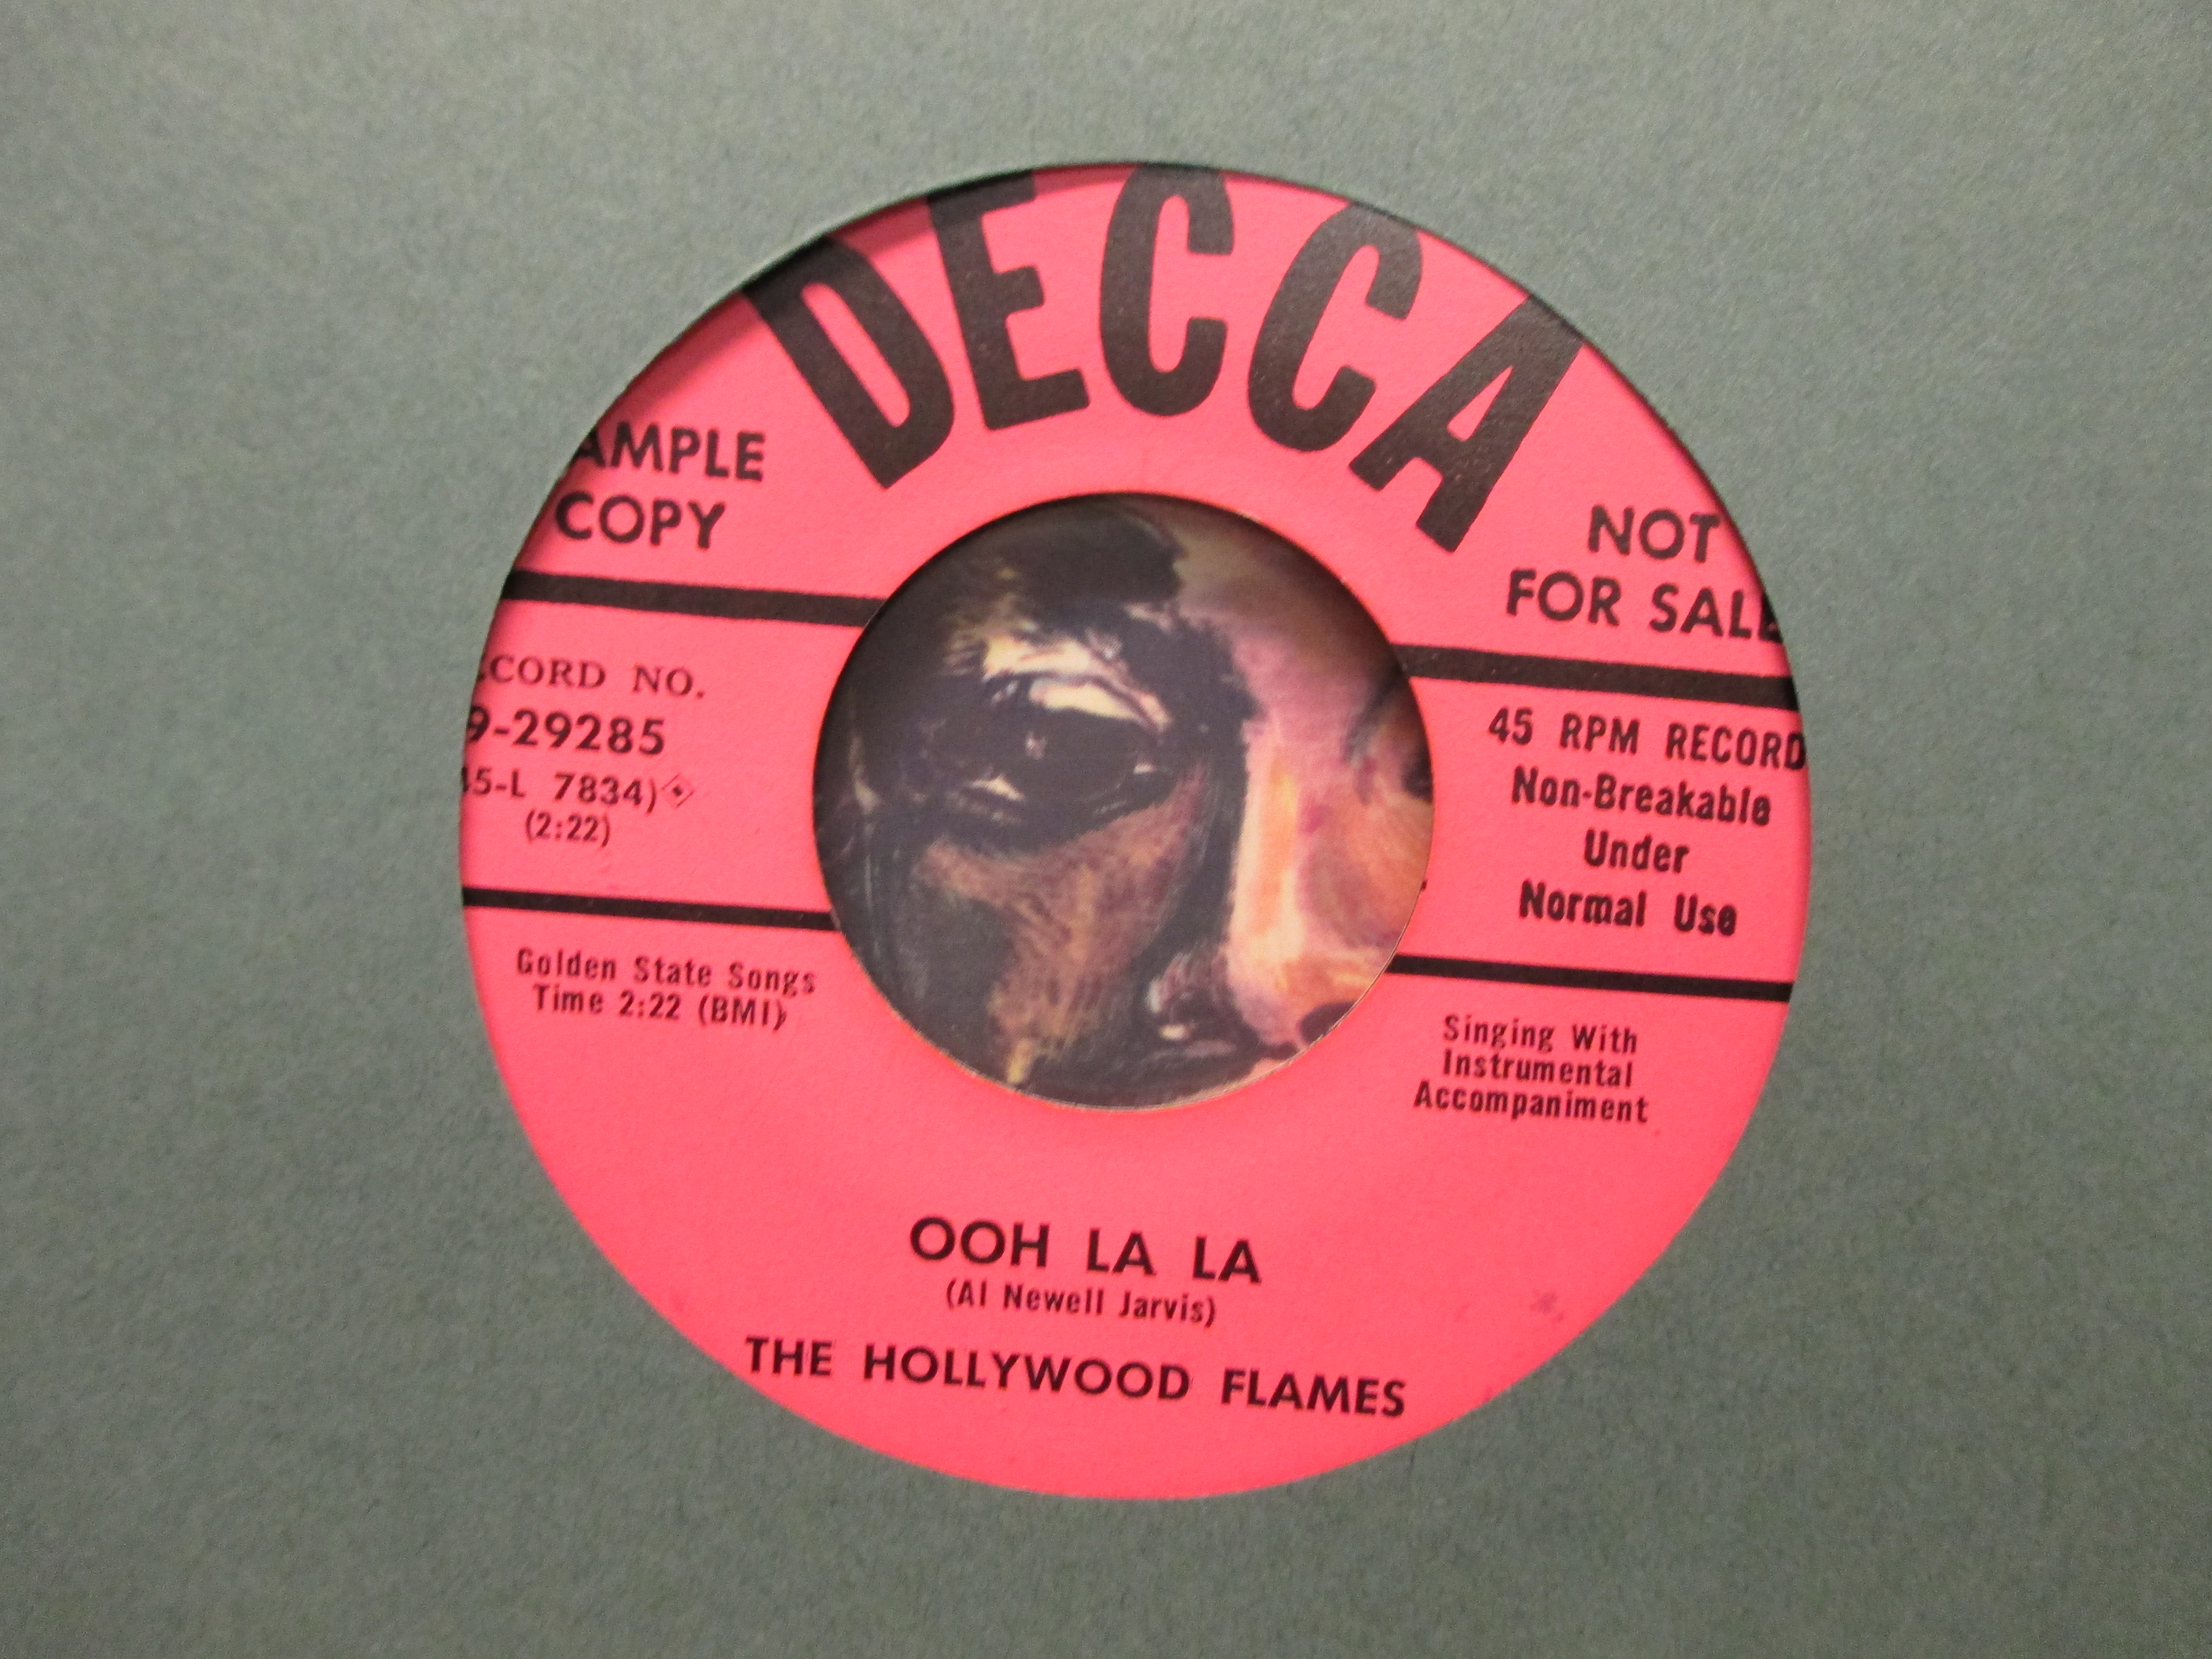 DECCA
AMPLE
COPY
NOT
FOR SALE
CORD NO.
9-29285
45-L 7834)
(2:22)
45 RPM RECORD
Non-Breakable
Under
Normal Use
Golden State Songs
Time 2:22 (BMI)
Singing With
Instrumental
Accompaniment
OOH LA LA
(Al Newell Jarvis)
THE HOLLYWOOD FLAMES